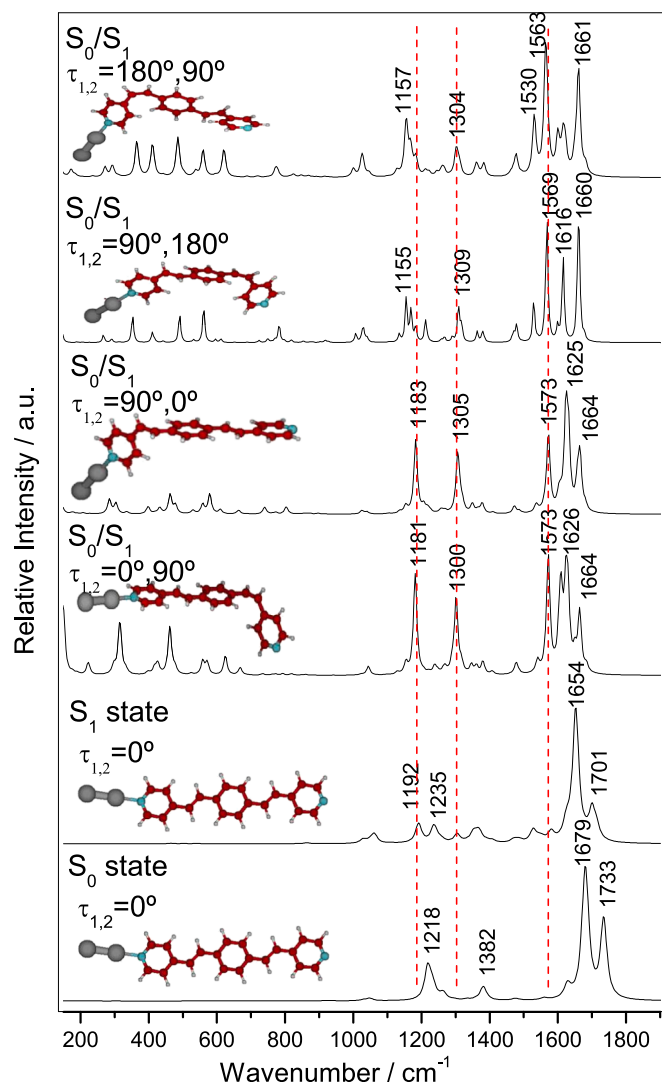 S₀/S₁
τ₁,₂=180º,90º
1157
1304
1530
1563
1661
S₀/S₁
τ₁,₂=90º,180º
1155
1309
1569
1616
1660
S₀/S₁
τ₁,₂=90º,0º
1183
1305
1573
1625
1664
S₀/S₁
τ₁,₂=0º,90º
1181
1300
1573
1626
1664
S₁ state
τ₁,₂=0º
1192
1235
1654
1701
S₀ state
τ₁,₂=0º
1218
1382
1679
1733
Relative Intensity / a.u.
200 400 600 800 1000 1200 1400 1600 1800
Wavenumber / cm⁻¹